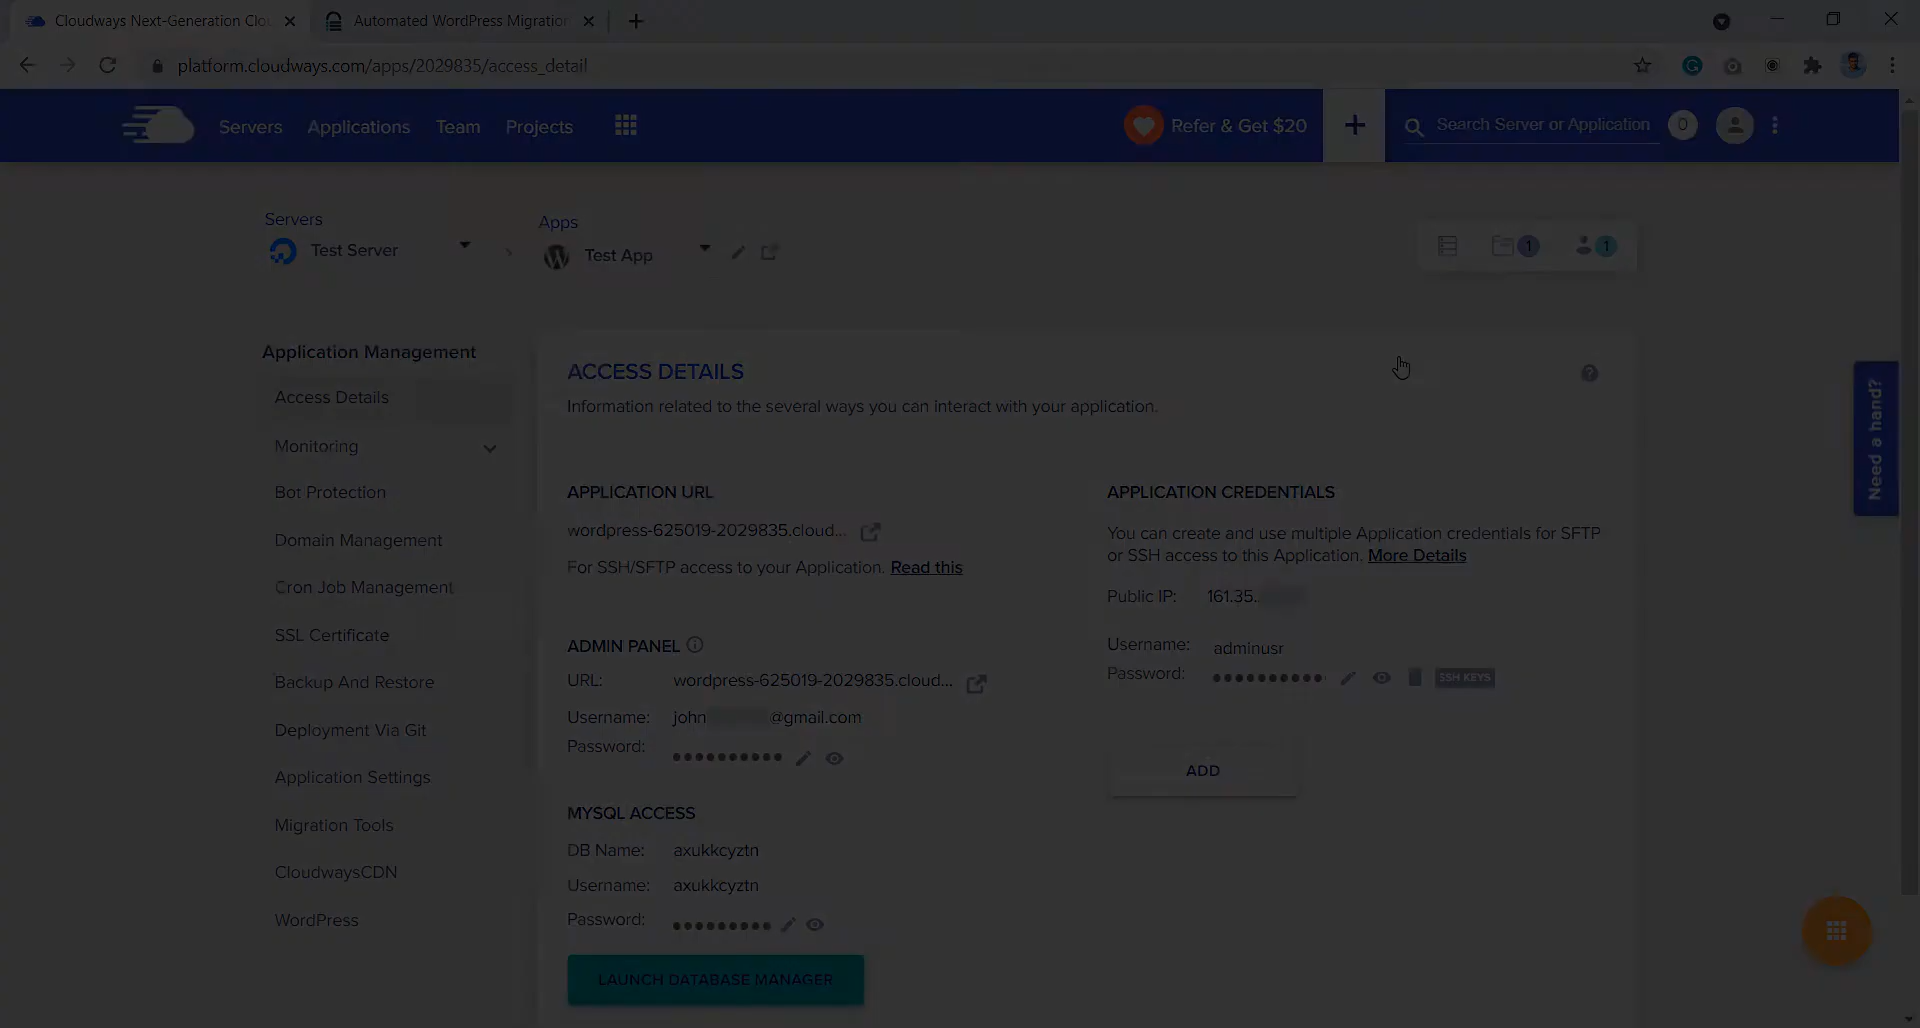 Cloudways Next-Generation Clou
Automated WordPress Migration
platform.cloudways.com/apps/2029835/access_detail
Servers
Applications
Team
Projects
Refer & Get $20
Search Server or Application
0
Servers
Test Server
Apps
Test App
1
1
Application Management
Access Details
Monitoring
Bot Protection
Domain Management
Cron Job Management
SSL Certificate
Backup And Restore
Deployment Via Git
Application Settings
Migration Tools
CloudwaysCDN
WordPress
ACCESS DETAILS
Information related to the several ways you can interact with your application.
APPLICATION URL
wordpress-625019-2029835.cloud...
For SSH/SFTP access to your Application. Read this
ADMIN PANEL
URL: wordpress-625019-2029835.cloud...
Username: john @gmail.com
Password:
MYSQL ACCESS
DB Name: axukkcyztn
Username: axukkcyztn
Password:
LAUNCH DATABASE MANAGER
APPLICATION CREDENTIALS
You can create and use multiple Application credentials for SFTP
or SSH access to this Application. More Details
Public IP: 161.35.
Username: adminusr
Password:
SSH KEYS
ADD
Need a hand?